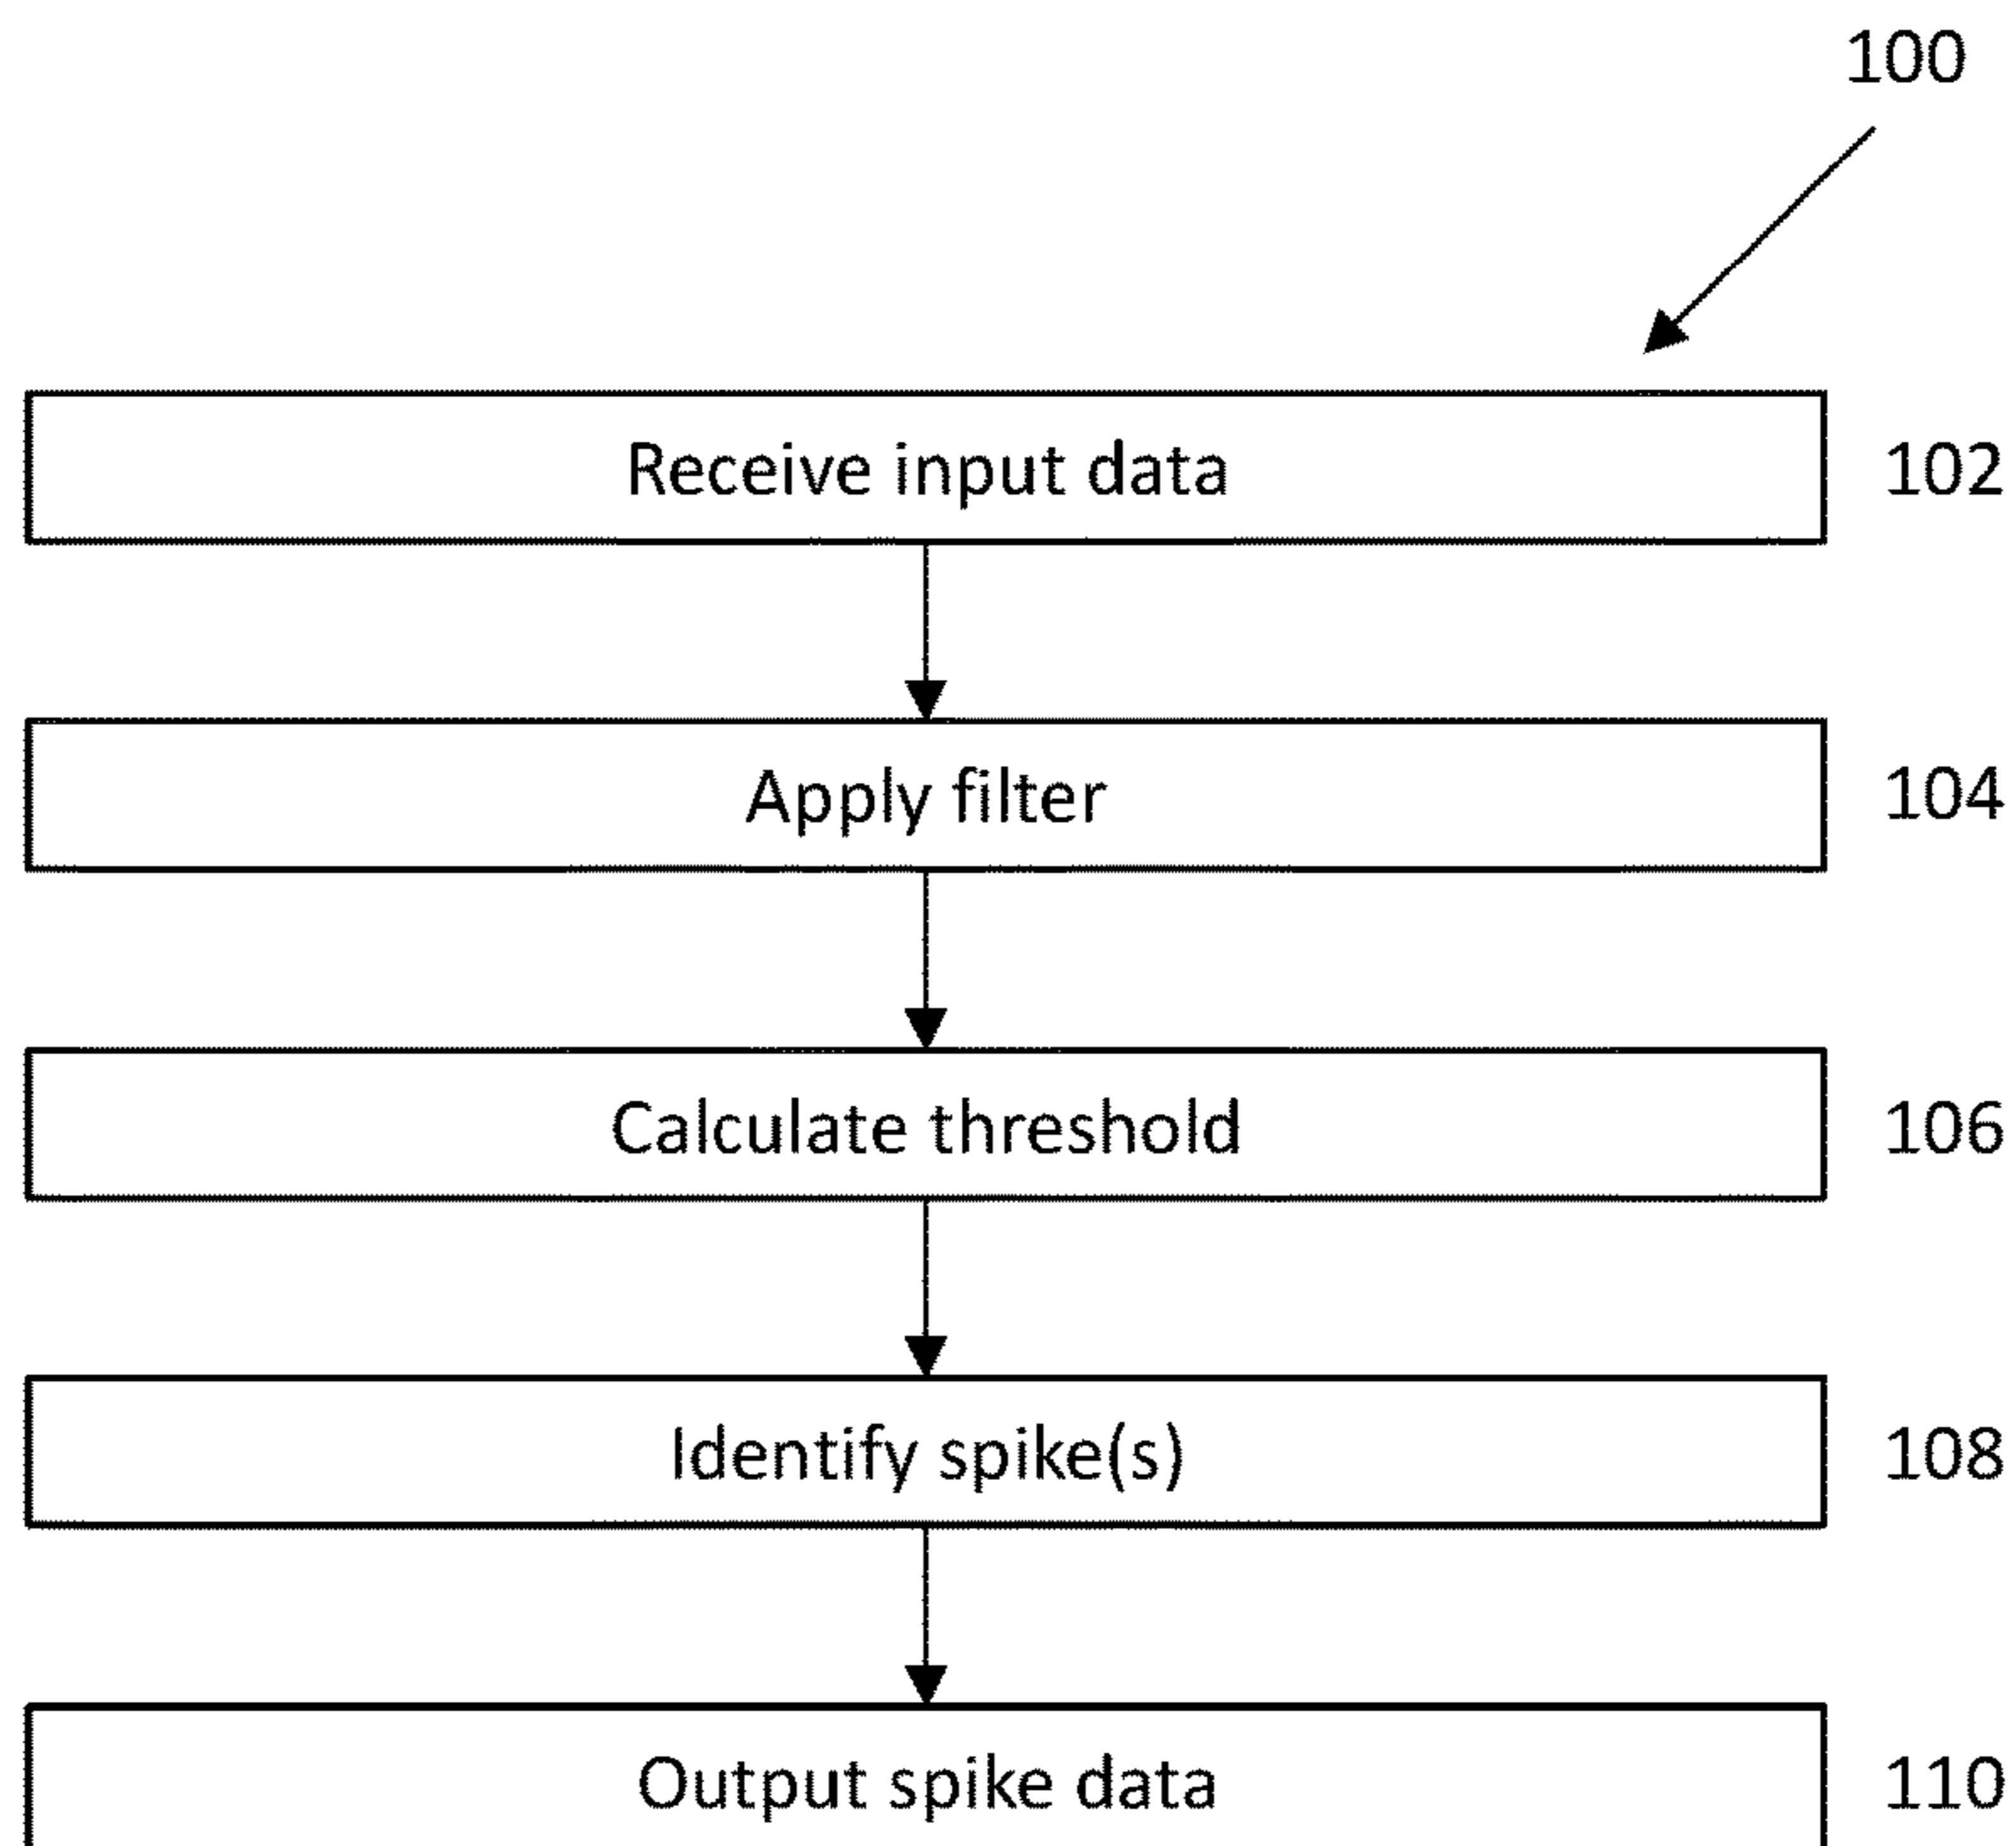 100
Receive input data 102
Apply filter 104
Calculate threshold 106
Identify spike(s) 108
Output spike data 110